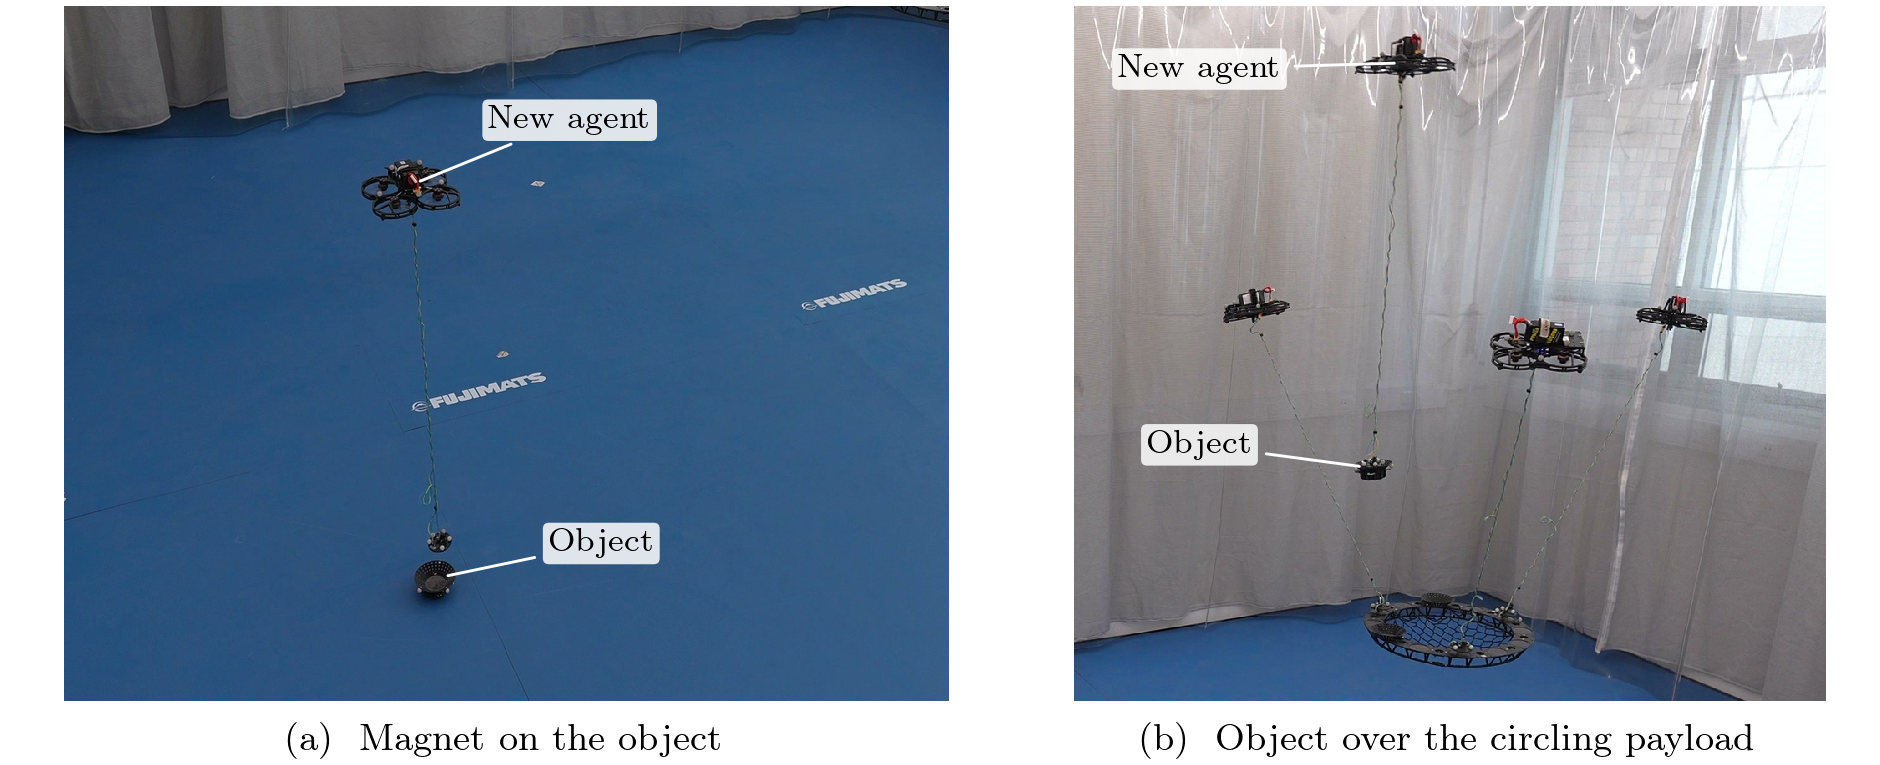 New agent
FUJIMATS
FUJIMATS
Object
(a) Magnet on the object
New agent
Object
(b) Object over the circling payload